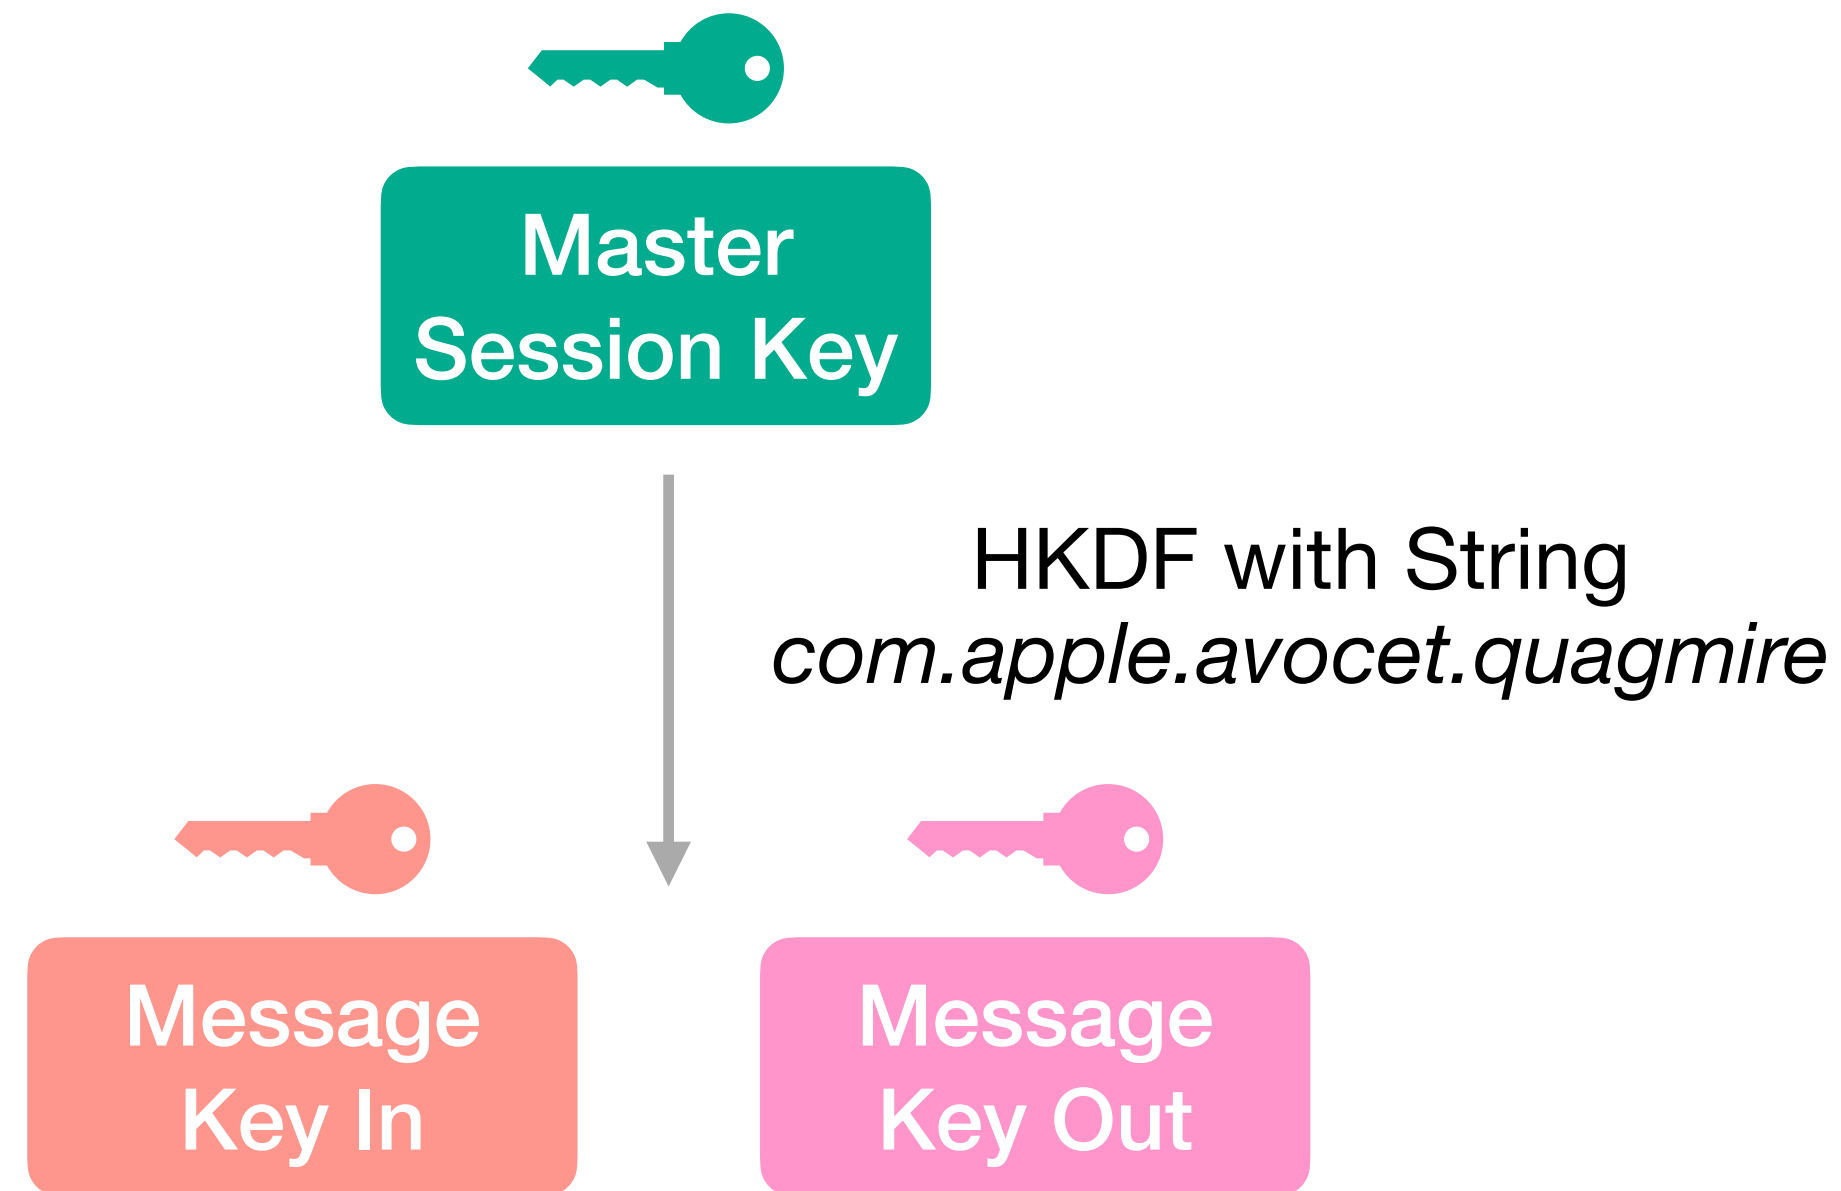 Master
Session Key
HKDF with String
com.apple.avocet.quagmire
Message
Key In
Message
Key Out